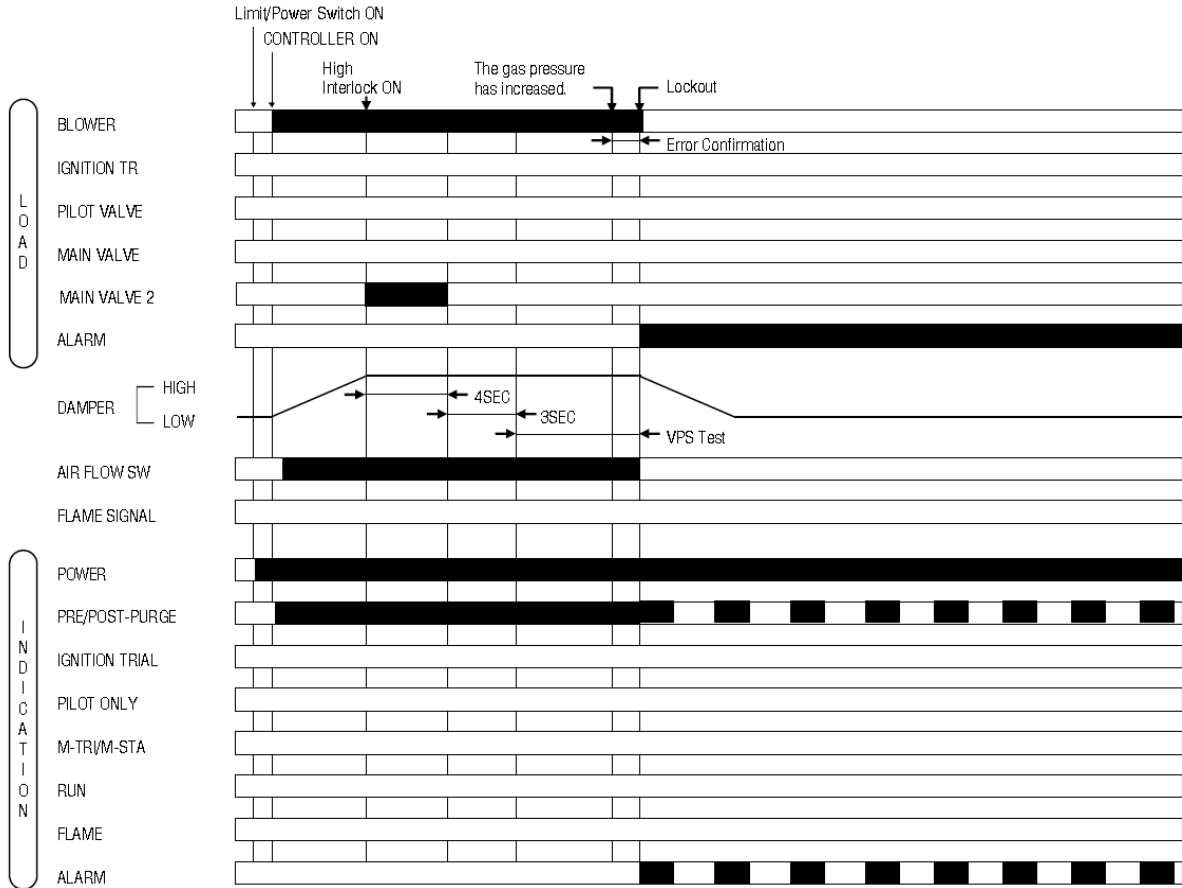 Limit/Power Switch ON
CONTROLLER ON
High
Interlock ON
The gas pressure
has increased.
Lockout
LOAD
BLOWER
Error Confirmation
IGNITION TR
PILOT VALVE
MAIN VALVE
MAIN VALVE 2
ALARM
DAMPER
HIGH
LOW
4SEC
3SEC
VPS Test
AIR FLOW SW
FLAME SIGNAL
INDICATION
POWER
PRE/POST-PURGE
IGNITION TRIAL
PILOT ONLY
M-TRI/M-STA
RUN
FLAME
ALARM